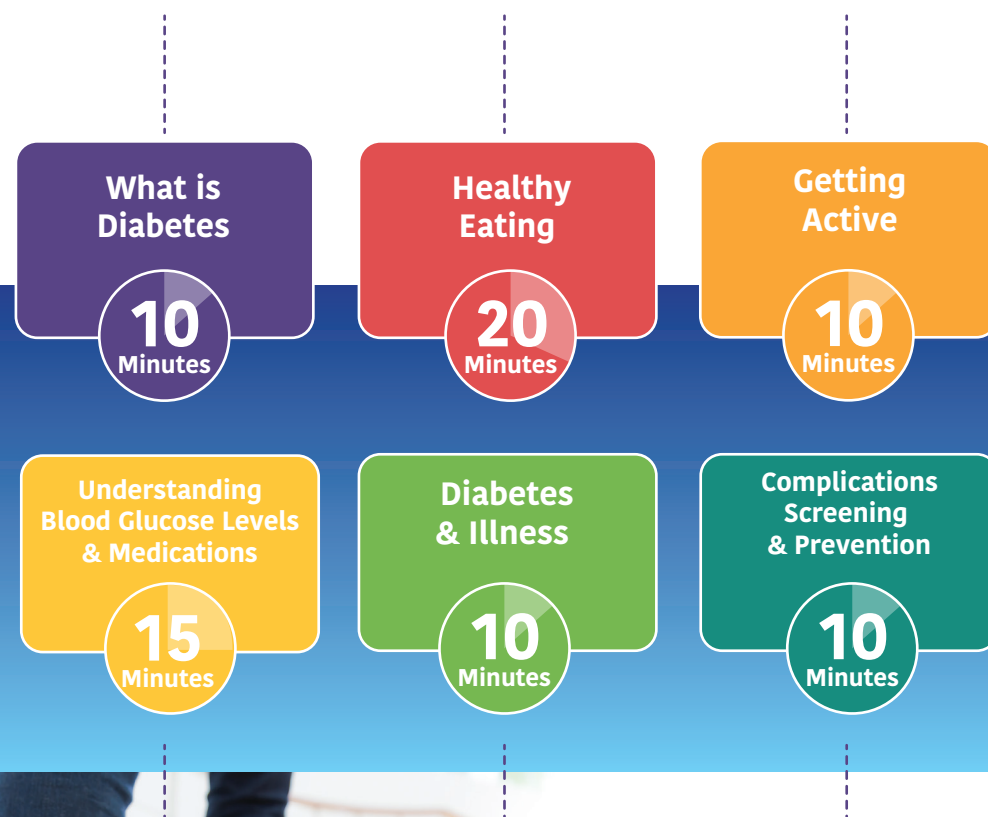 What is
Diabetes
10
Minutes
Healthy
Eating
20
Minutes
Getting
Active
10
Minutes
Understanding
Blood Glucose Levels
& Medications
15
Minutes
Diabetes
& Illness
10
Minutes
Complications
Screening
& Prevention
10
Minutes